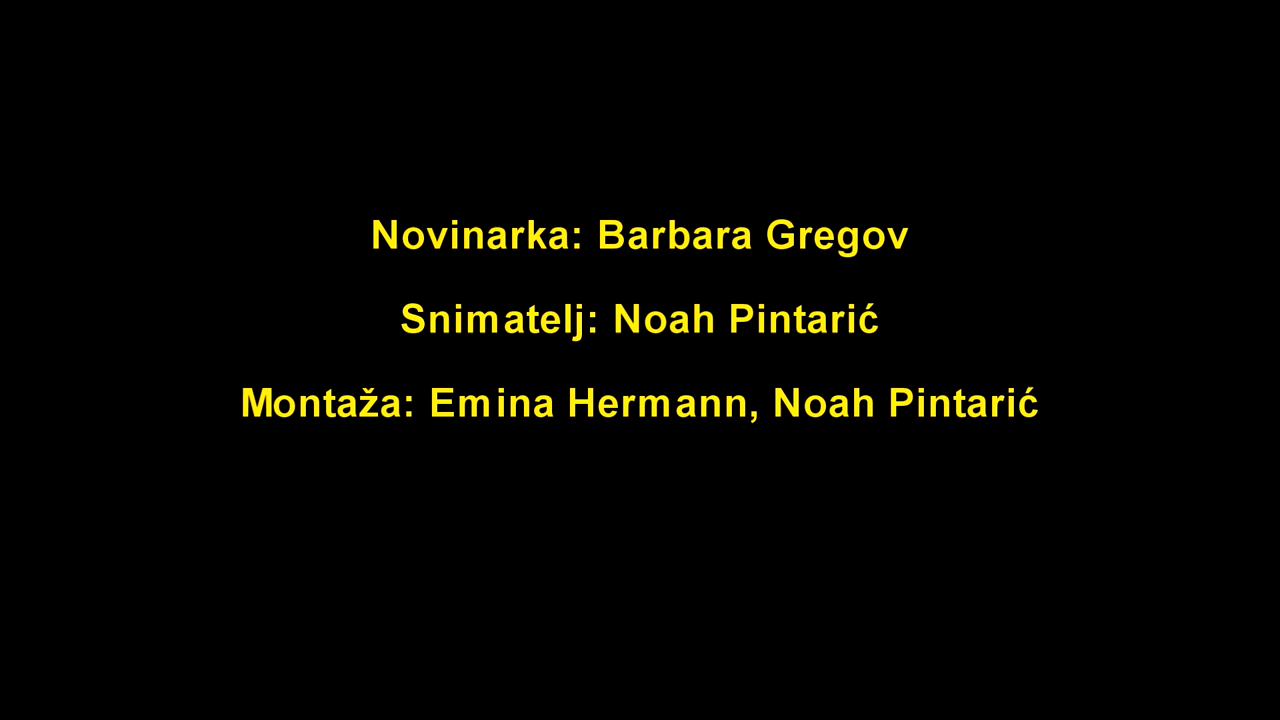 Novinarka: Barbara Gregov
Snimatelj: Noah Pintarić
Montaža: Emina Hermann, Noah Pintarić